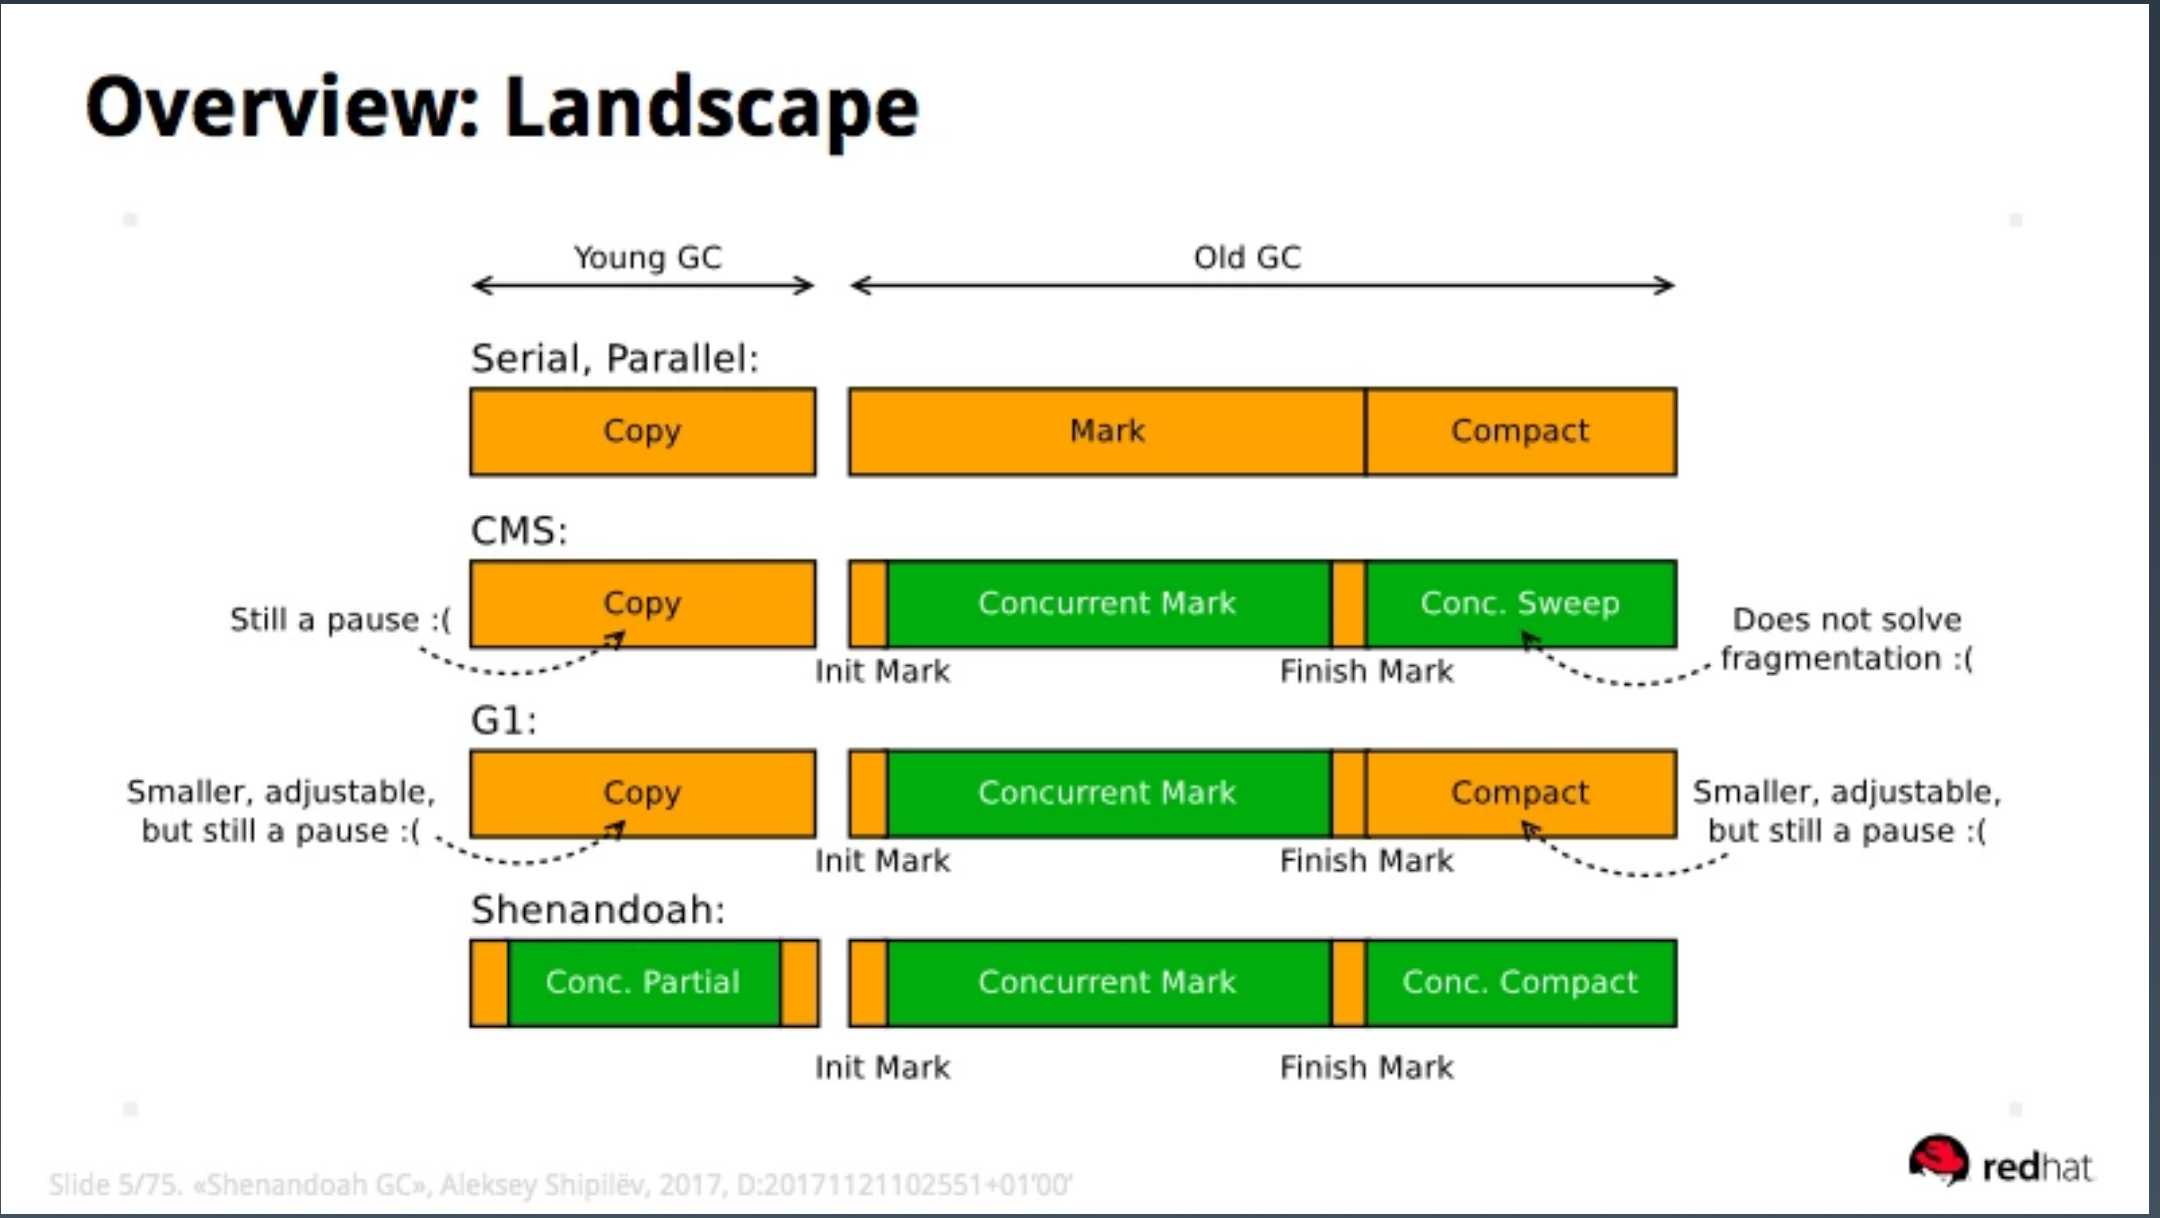 Overview: Landscape
Young GC
Old GC
Serial, Parallel:
Copy
Mark
Compact
CMS:
Still a pause :(
Copy
Concurrent Mark
Conc. Sweep
Does not solve
fragmentation :(
Init Mark
Finish Mark
G1:
Smaller, adjustable,
but still a pause :(
Copy
Concurrent Mark
Compact
Smaller, adjustable,
but still a pause :(
Init Mark
Finish Mark
Shenandoah:
Conc. Partial
Concurrent Mark
Conc. Compact
Init Mark
Finish Mark
Slide 5/75. «Shenandoah GC», Aleksey Shipilëv, 2017, D:20171121102551+01'00'
redhat